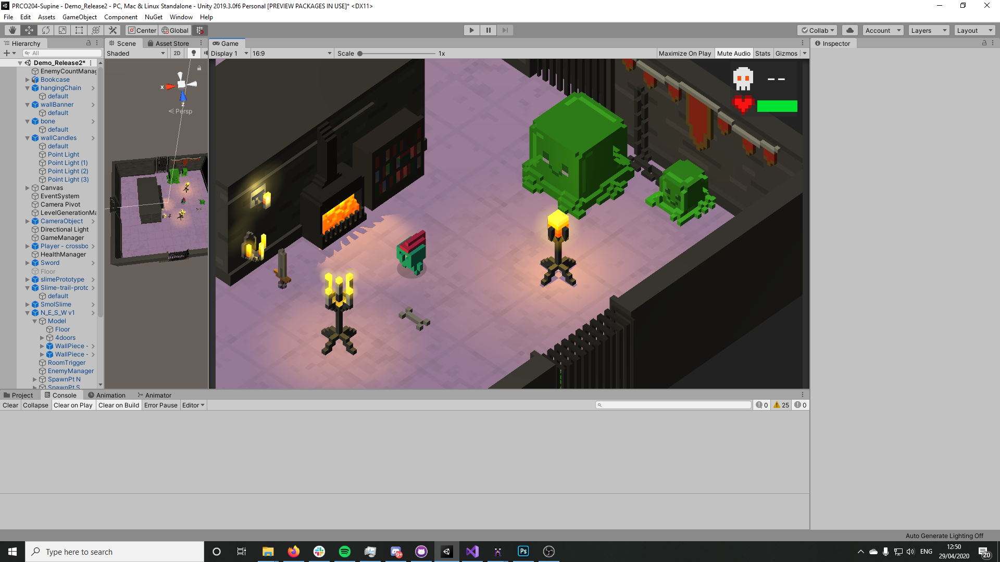 PRCO204-Supine - Demo_Release2 - PC, Mac & Linux Standalone - Unity 2019.3.0f6 Personal [PREVIEW PACKAGES IN USE]* <DX11>
File Edit Assets GameObject Component NuGet Window Help
Center Global Collab Account Layers Layout
Hierarchy Scene Asset Store Game Inspector
All Shaded 2D Display 1 16:9 Scale 1x Maximize On Play Mute Audio Stats Gizmos
Demo_Release2*
EnemyCountManag
Bookcase
hangingChain
default
wallBanner
default
bone
default
wallCandles
default
Point Light
Point Light (1)
Point Light (2)
Point Light (3)
Canvas
EventSystem
Camera Pivot
LevelGenerationMa
CameraObject
Directional Light
GameManager
Player - crossbo
HealthManager
Sword
Floor
slimePrototype
Slime-trail-proto
default
SmolSlime
N_E_S_W v1
Model
Floor
4doors
WallPiece -
WallPiece -
RoomTrigger
EnemyManager
SpawnPt N
SpawnPt S
x
z
Persp
--
Project Console Animation Animator
Clear Collapse Clear on Play Clear on Build Error Pause Editor 0 25 0
Auto Generate Lighting Off
Type here to search
9+
Ps
ENG
12:50
29/04/2020
20